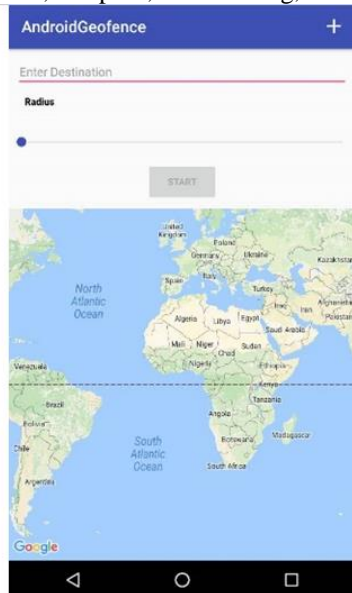 AndroidGeofence +
Enter Destination
Radius
START
United
Kingdom
Poland
Germany Ukraine
Kazakhstan
Spain Italy
Turkey
North
Atlantic
Ocean
Iraq Iran Afghanistan
Pakistan
Algeria Libya Egypt
Saudi Arabia
Mali Niger Sudan
Chad
Nigeria Ethiopia
Venezuela
Kenya
Tanzania
Brazil
Angola
Bolivia
Botswana Madagascar
Chile
South
Atlantic
Ocean
South Africa
Argentina
Google